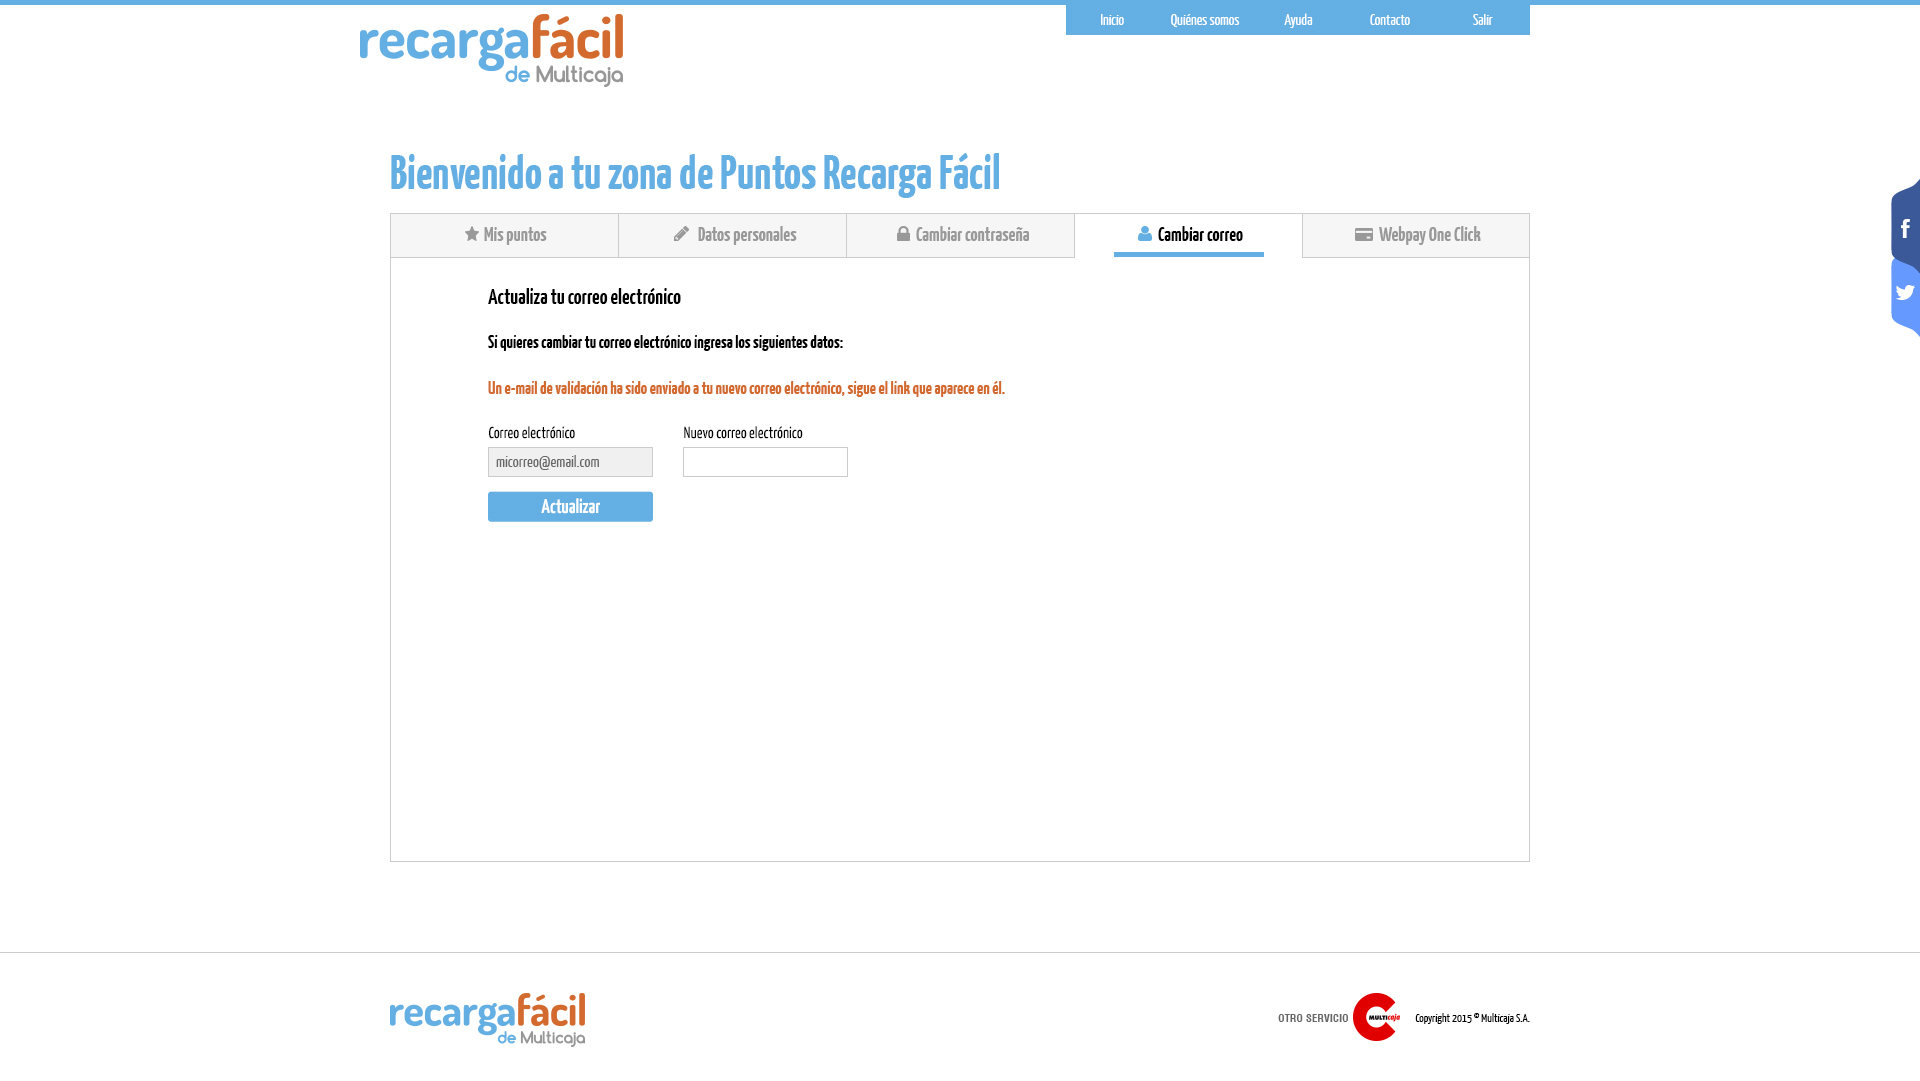 recargafácil
de Multicaja
Inicio Quiénes somos Ayuda Contacto Salir
Bienvenido a tu zona de Puntos Recarga Fácil
Mis puntos Datos personales Cambiar contraseña Cambiar correo Webpay One Click
Actualiza tu correo electrónico
Si quieres cambiar tu correo electrónico ingresa los siguientes datos:
Un e-mail de validación ha sido enviado a tu nuevo correo electrónico, sigue el link que aparece en él.
Correo electrónico Nuevo correo electrónico
micorreo@email.com
Actualizar
recargafácil
de Multicaja
OTRO SERVICIO MULTIcaja Copyright 2015 © Multicaja S.A.